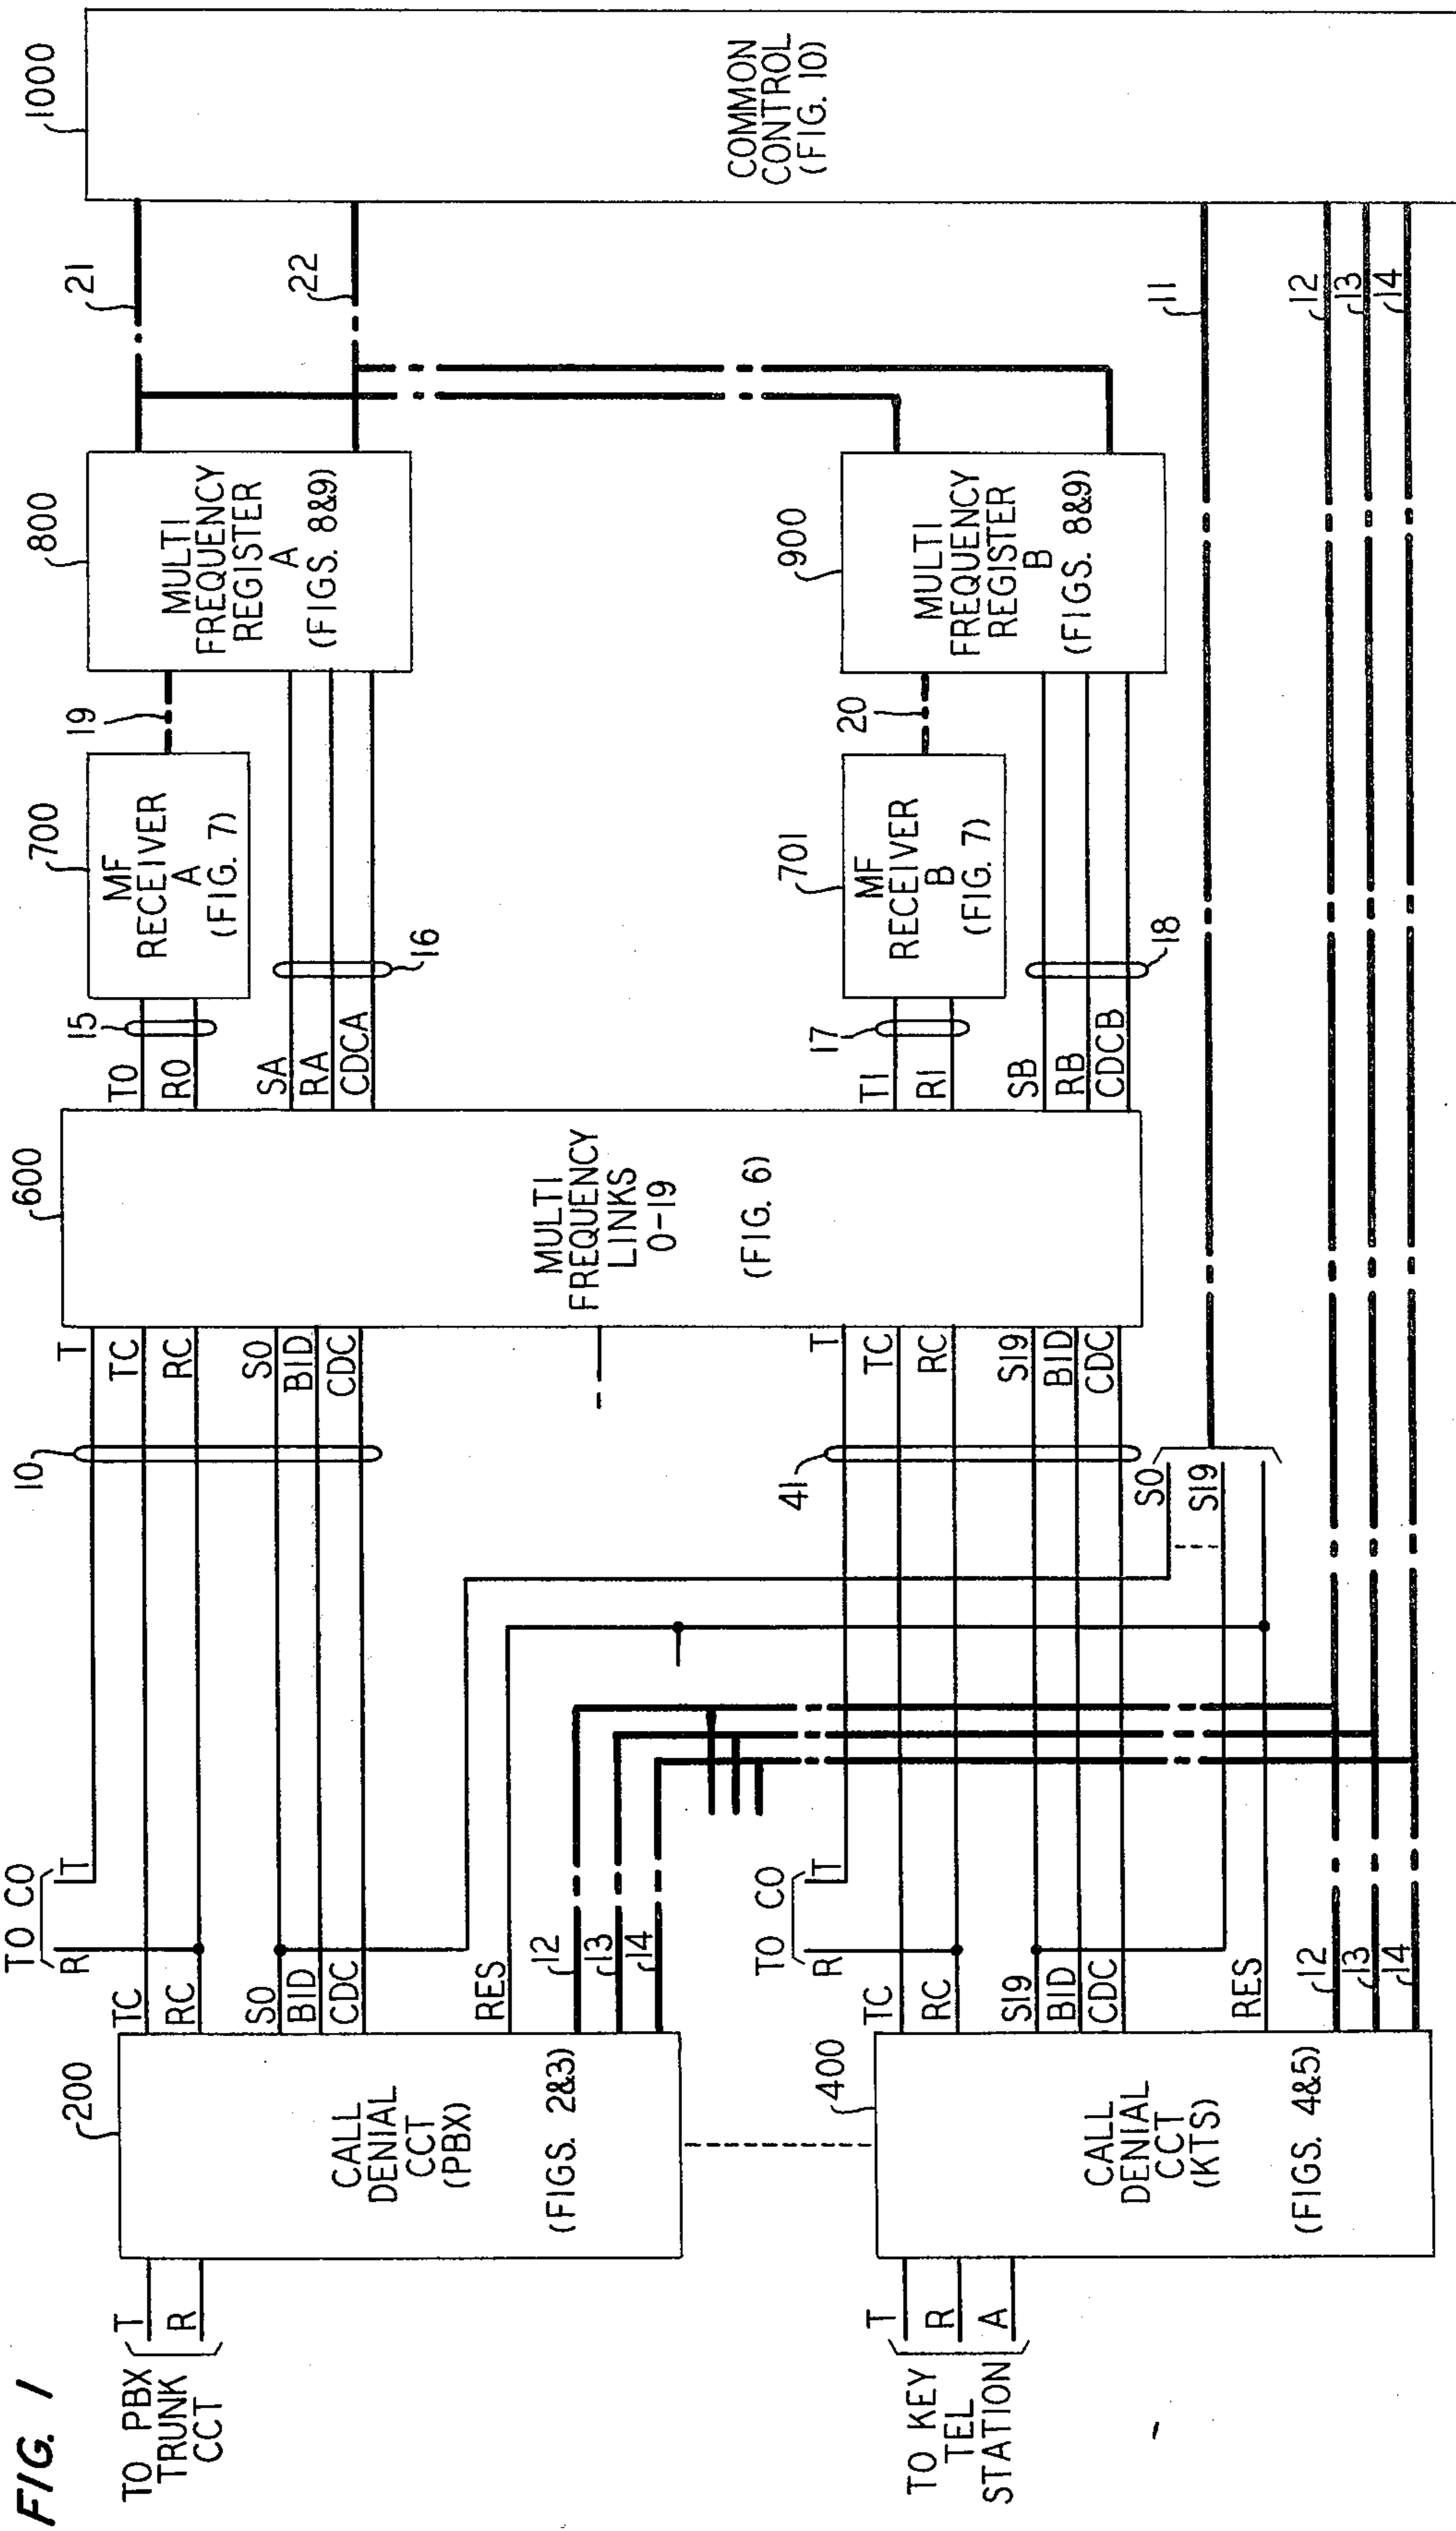 FIG. 1
TO PBX
TRUNK
CCT
T
R
200
CALL
DENIAL
CCT
(PBX)
(FIGS. 2&3)
TO CO
R
T
TC
RC
S0
BID
CDC
RES
12
13
14
10
T
TC
RC
S0
BID
CDC
600
MULTI
FREQUENCY
LINKS
0-19
(FIG. 6)
T0
R0
15
SA
RA
CDCA
16
700
MF
RECEIVER
A
(FIG. 7)
19
800
MULTI
FREQUENCY
REGISTER
A
(FIGS. 8&9)
21
22
1000
COMMON
CONTROL
(FIG. 10)
TO KEY
TEL
STATION
T
R
A
400
CALL
DENIAL
CCT
(KTS)
(FIGS. 4&5)
TO CO
R
T
TC
RC
S19
BID
CDC
RES
12
13
14
41
T
TC
RC
S19
BID
CDC
S0
S19
T1
R1
17
SB
RB
CDCB
18
701
MF
RECEIVER
B
(FIG. 7)
20
900
MULTI
FREQUENCY
REGISTER
B
(FIGS. 8&9)
11
12
13
14